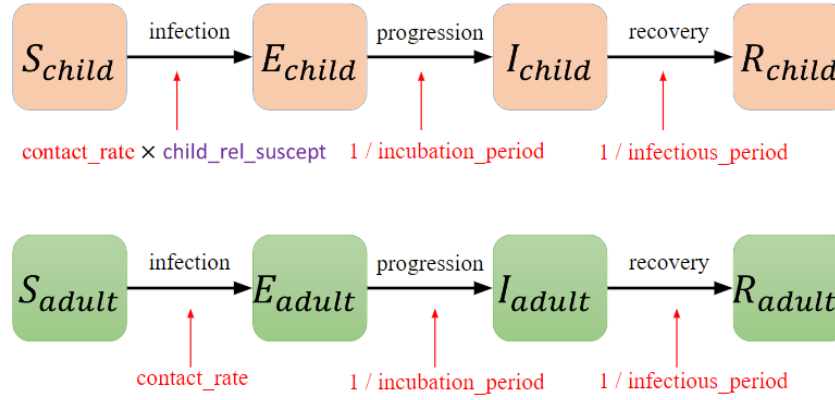 infection progression recovery
S_child E_child I_child R_child
contact_rate × child_rel_suscept 1 / incubation_period 1 / infectious_period
infection progression recovery
S_adult E_adult I_adult R_adult
contact_rate 1 / incubation_period 1 / infectious_period